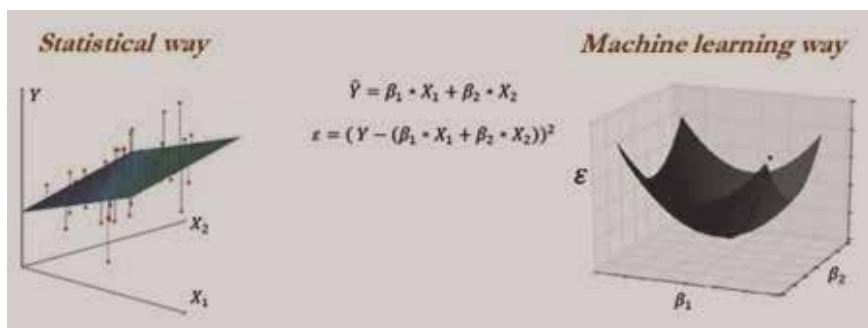 Statistical way
Machine learning way
Y
Ŷ = β₁ * X₁ + β₂ * X₂
ε = ( Y − (β₁ * X₁ + β₂ * X₂))²
ε
X₂
X₁
β₁
β₂